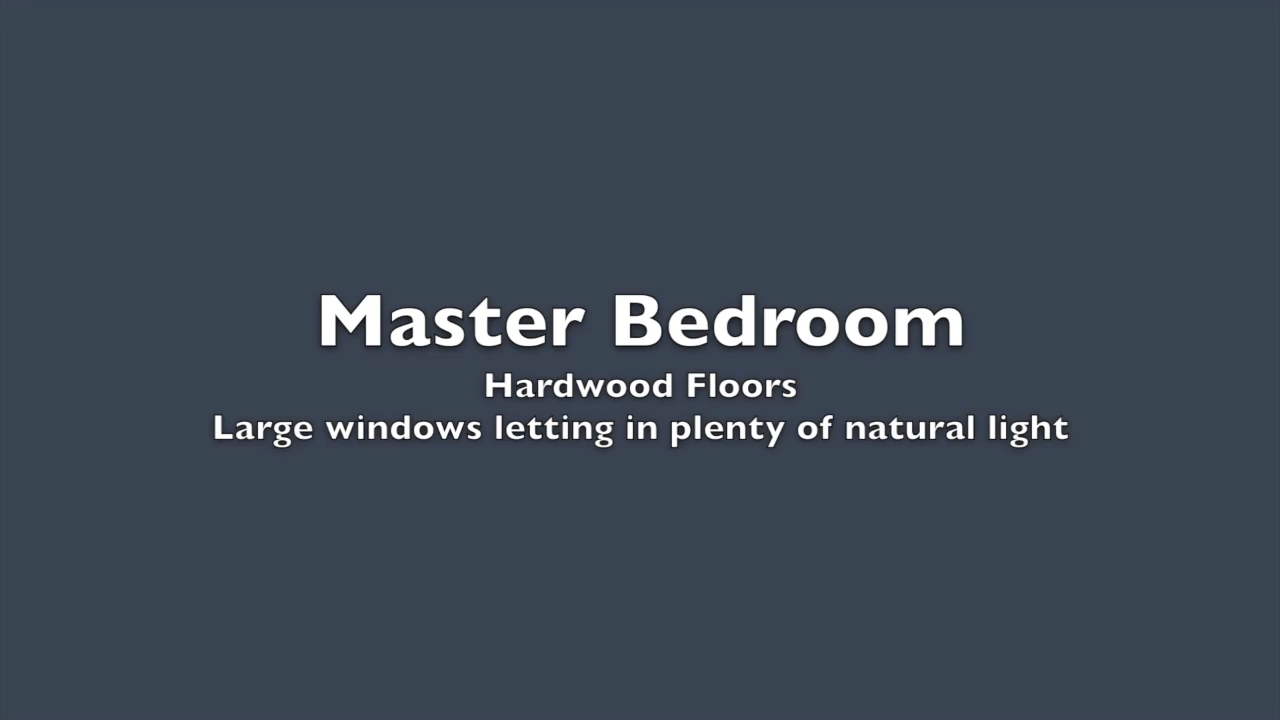 Master Bedroom
Hardwood Floors
Large windows letting in plenty of natural light